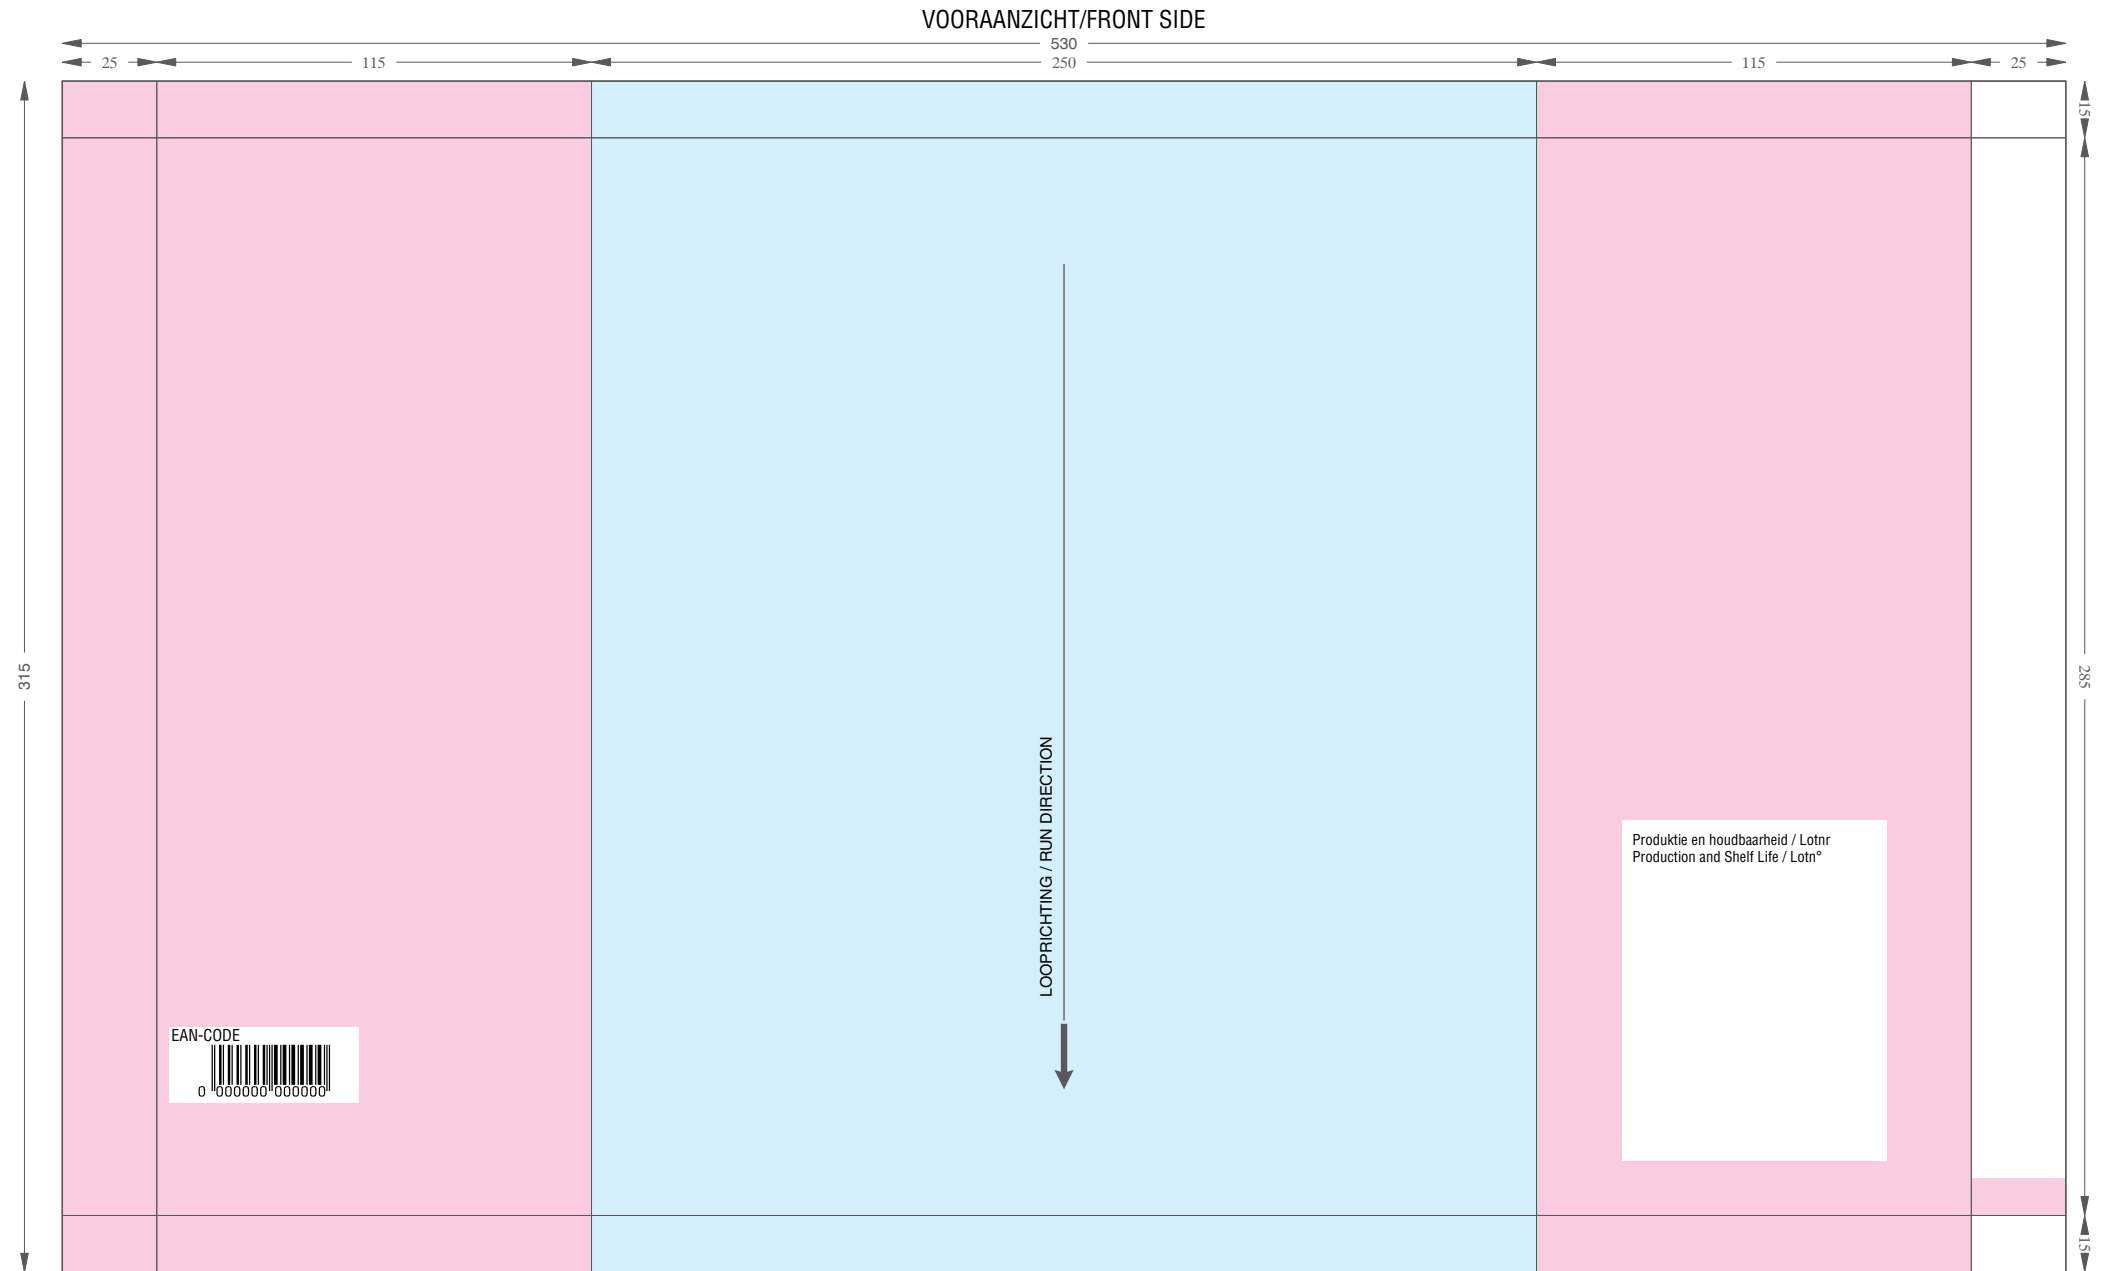 VOORAANZICHT/FRONT SIDE
530
25
115
250
115
25
15
315
285
LOOPRICHTING / RUN DIRECTION
Produktie en houdbaarheid / Lotnr
Production and Shelf Life / Lotn°
EAN-CODE
0 000000 000000
15